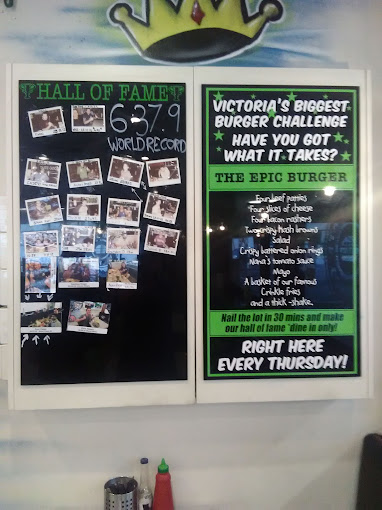 HALL OF FAME
6:37.9
WORLD RECORD
VICTORIA'S BIGGEST
BURGER CHALLENGE
HAVE YOU GOT
WHAT IT TAKES?
THE EPIC BURGER
Four beef patties
Four slices of cheese
Four bacon rashers
Two crispy hash browns
Salad
Crispy battered onion rings
Nana's tomato sauce
Mayo
A basket of our famous
Crinkle fries
and a thick-shake.
Nail the lot in 30 mins and make
our hall of fame *dine in only!
RIGHT HERE
EVERY THURSDAY!